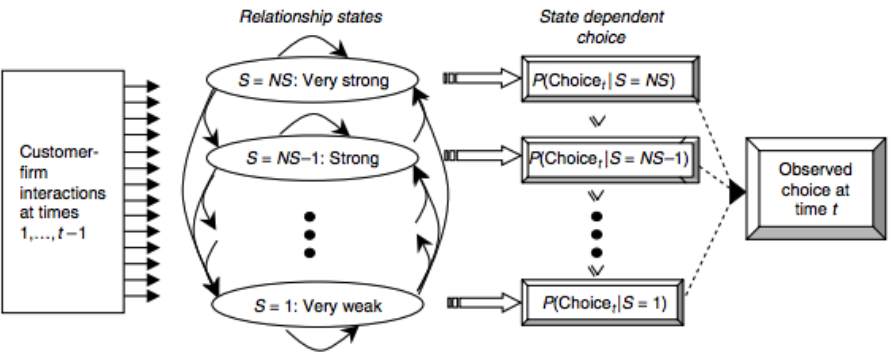 Relationship states
State dependent
choice
Customer-
firm
interactions
at times
1,...,t−1
S = NS: Very strong
S = NS−1: Strong
S = 1: Very weak
P(Choiceₜ|S = NS)
P(Choiceₜ|S = NS−1)
P(Choiceₜ|S = 1)
Observed
choice at
time t